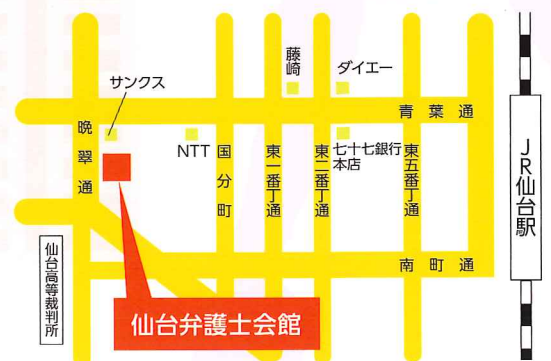 藤崎
ダイエー
サンクス
青葉通
晩翠通
NTT
国分町
東一番丁通
東二番丁通
七十七銀行
本店
東五番丁通
JR仙台駅
仙台高等裁判所
南町通
仙台弁護士会館